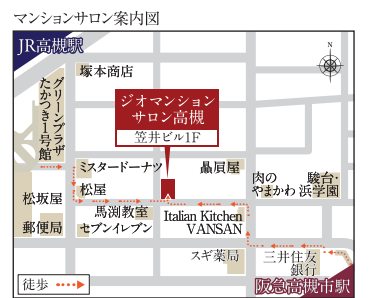 マンションサロン案内図
JR高槻駅
N
塚本商店
グリーンプラザ
たかつき1号館
ジオマンション
サロン高槻
笠井ビル1F
ミスタードーナツ
贔屓屋
肉の
やまかわ
駿台・
浜学園
松坂屋
松屋
馬渕教室
郵便局
セブンイレブン
Italian Kitchen
VANSAN
スギ薬局
三井住友
銀行
徒歩
阪急高槻市駅